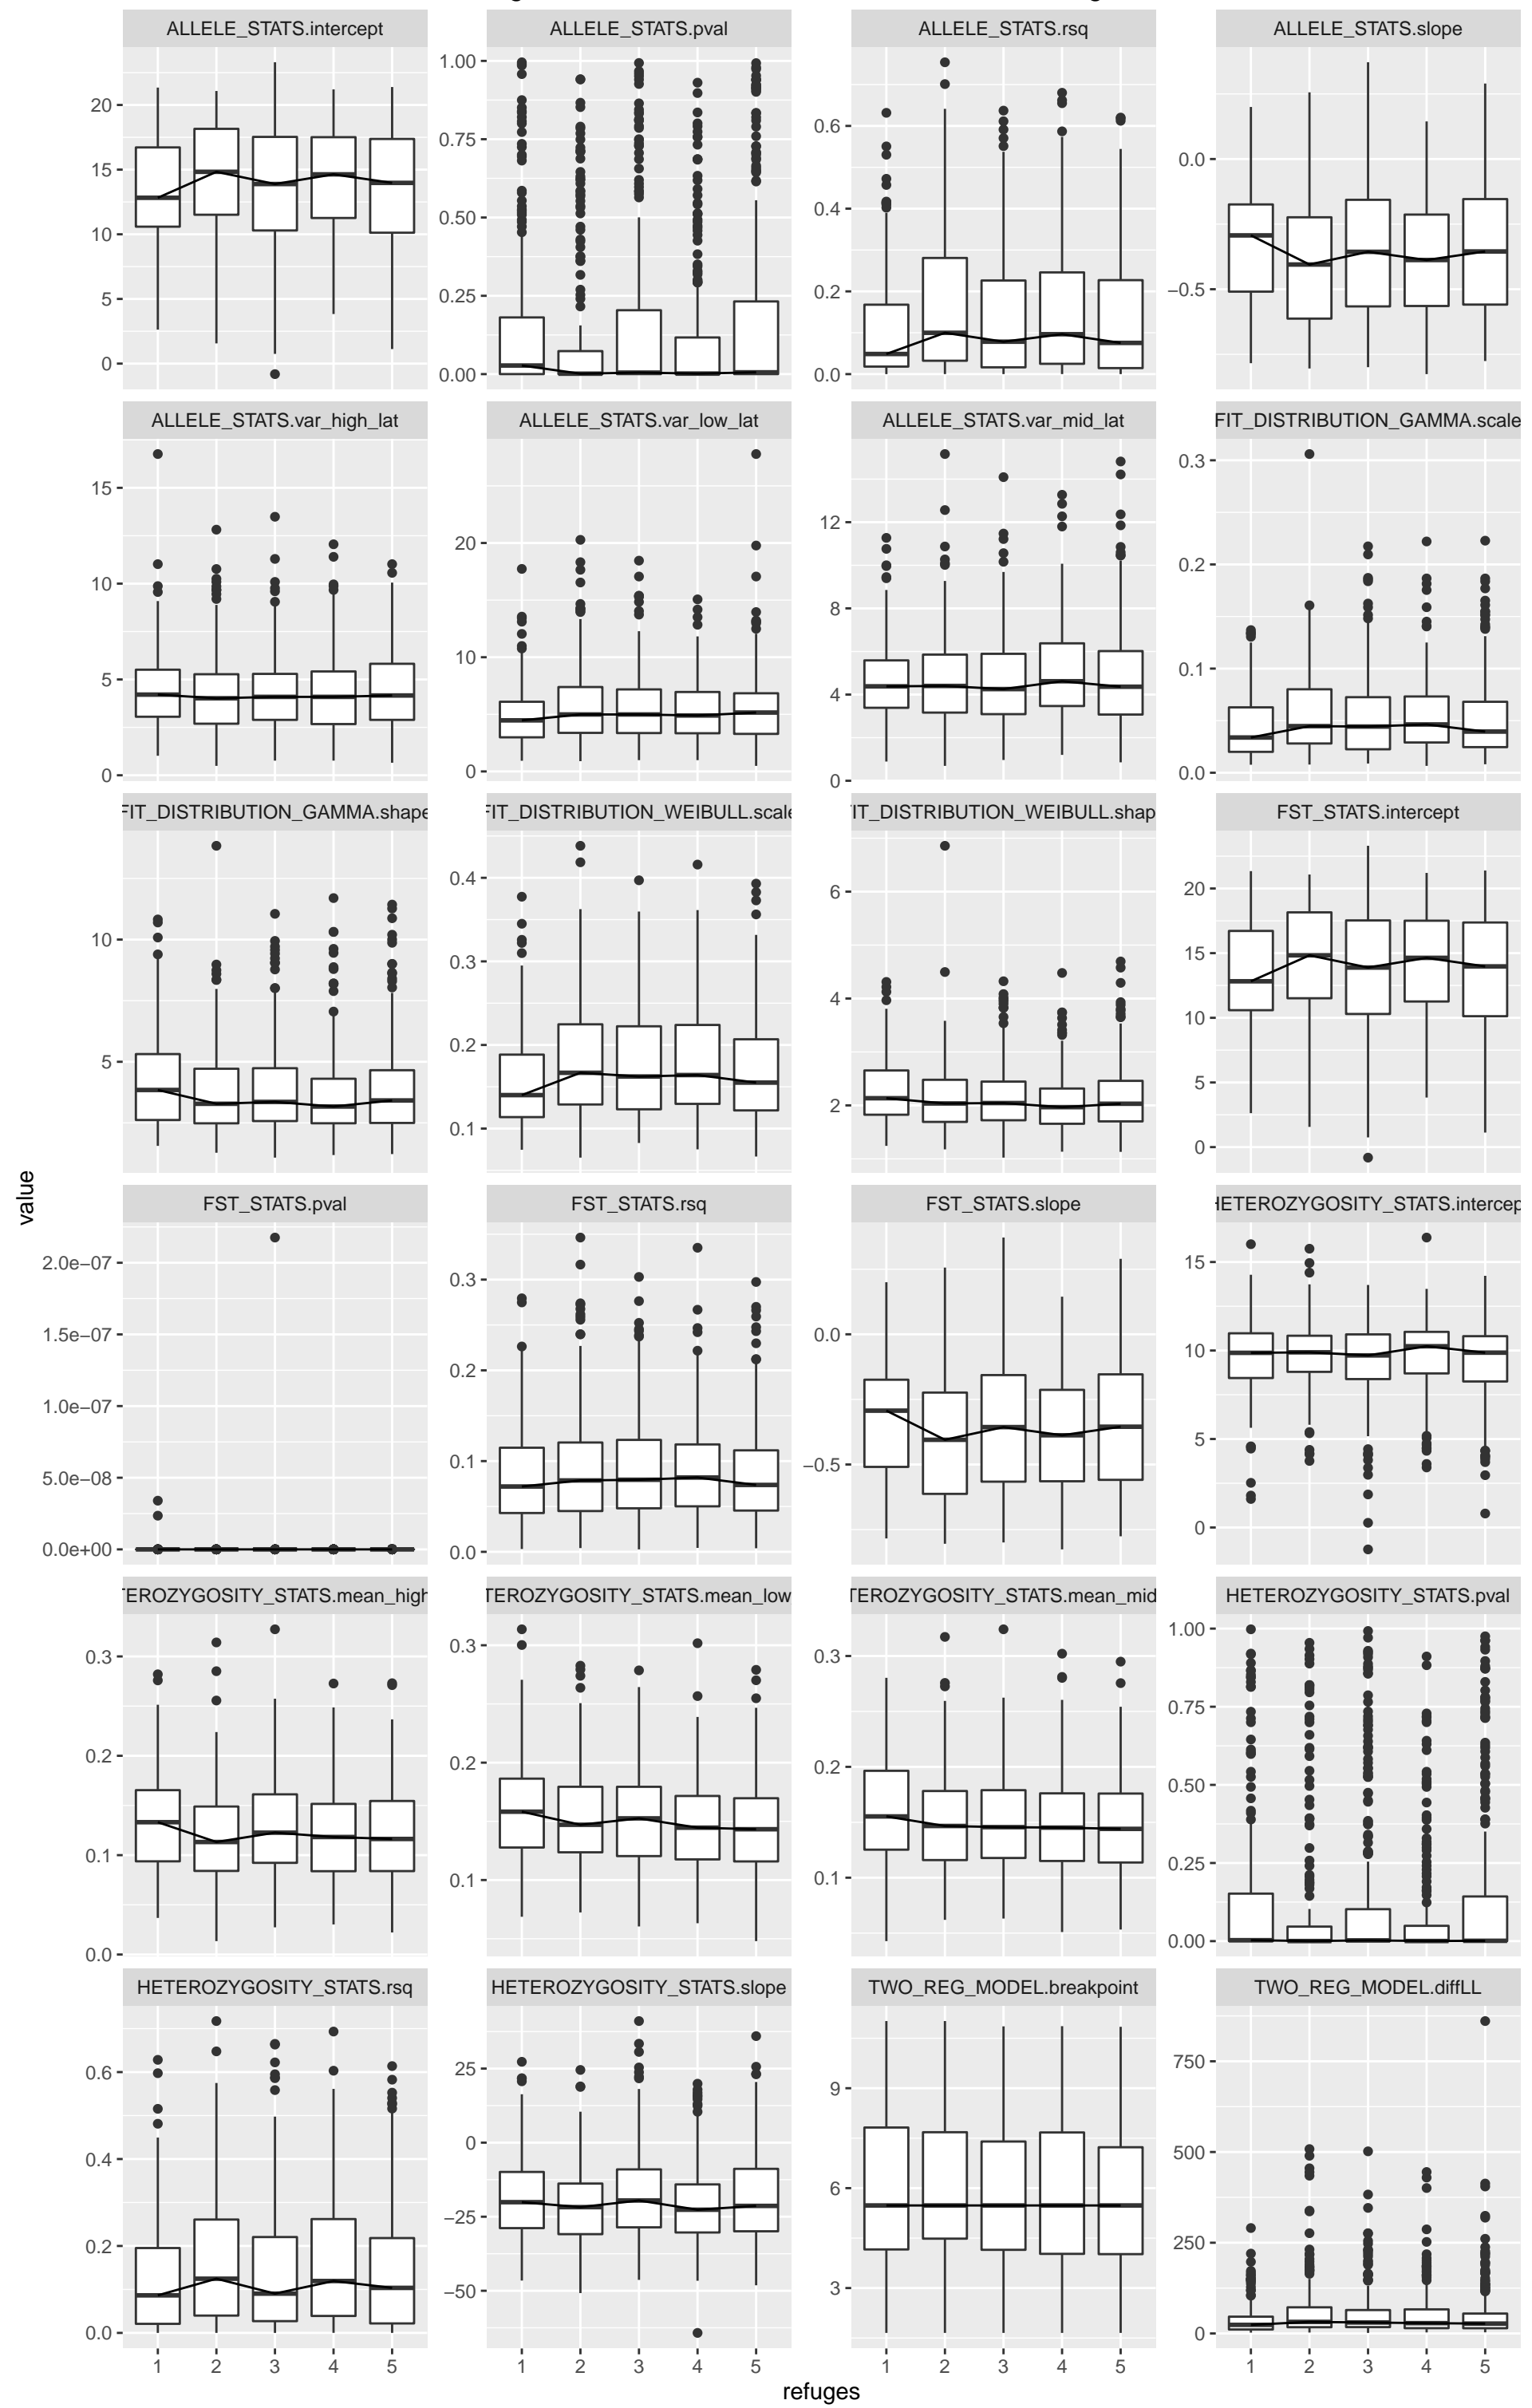 ALLELE_STATS.intercept
20
15
10
5
0
ALLELE_STATS.pval
1.00
0.75
0.50
0.25
0.00
ALLELE_STATS.rsq
0.6
0.4
0.2
0.0
ALLELE_STATS.slope
0.0
−0.5
ALLELE_STATS.var_high_lat
15
10
5
0
ALLELE_STATS.var_low_lat
20
10
0
ALLELE_STATS.var_mid_lat
12
8
4
0
FIT_DISTRIBUTION_GAMMA.scale
0.3
0.2
0.1
0.0
FIT_DISTRIBUTION_GAMMA.shape
10
5
FIT_DISTRIBUTION_WEIBULL.scale
0.4
0.3
0.2
0.1
IT_DISTRIBUTION_WEIBULL.shap
6
4
2
FST_STATS.intercept
20
15
10
5
0
value
FST_STATS.pval
2.0e−07
1.5e−07
1.0e−07
5.0e−08
0.0e+00
FST_STATS.rsq
0.3
0.2
0.1
0.0
FST_STATS.slope
0.0
−0.5
HETEROZYGOSITY_STATS.intercep
15
10
5
0
TEROZYGOSITY_STATS.mean_high
0.3
0.2
0.1
0.0
TEROZYGOSITY_STATS.mean_low
0.3
0.2
0.1
TEROZYGOSITY_STATS.mean_mid
0.3
0.2
0.1
HETEROZYGOSITY_STATS.pval
1.00
0.75
0.50
0.25
0.00
HETEROZYGOSITY_STATS.rsq
0.6
0.4
0.2
0.0
HETEROZYGOSITY_STATS.slope
25
0
−25
−50
TWO_REG_MODEL.breakpoint
9
6
3
TWO_REG_MODEL.diffLL
750
500
250
0
1 2 3 4 5
1 2 3 4 5
1 2 3 4 5
1 2 3 4 5
refuges